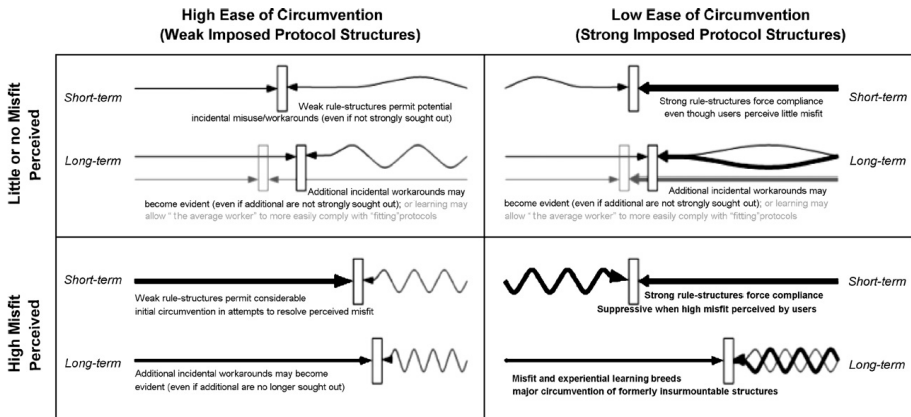 High Ease of Circumvention
(Weak Imposed Protocol Structures)
Low Ease of Circumvention
(Strong Imposed Protocol Structures)
Little or no Misfit
Perceived
Short-term
Weak rule-structures permit potential
incidental misuse/workarounds (even if not strongly sought out)
Long-term
Additional incidental workarounds may
become evident (even if additional are not strongly sought out); or learning may
allow " the average worker" to more easily comply with "fitting"protocols
Short-term
Strong rule-structures force compliance
even though users perceive little misfit
Long-term
Additional incidental workarounds may
become evident (even if additional are not strongly sought out); or learning may
allow " the average worker" to more easily comply with "fitting"protocols
High Misfit
Perceived
Short-term
Weak rule-structures permit considerable
initial circumvention in attempts to resolve perceived misfit
Long-term
Additional incidental workarounds may become
evident (even if additional are no longer sought out)
Short-term
Strong rule-structures force compliance
Suppressive when high misfit perceived by users
Long-term
Misfit and experiential learning breeds
major circumvention of formerly insurmountable structures